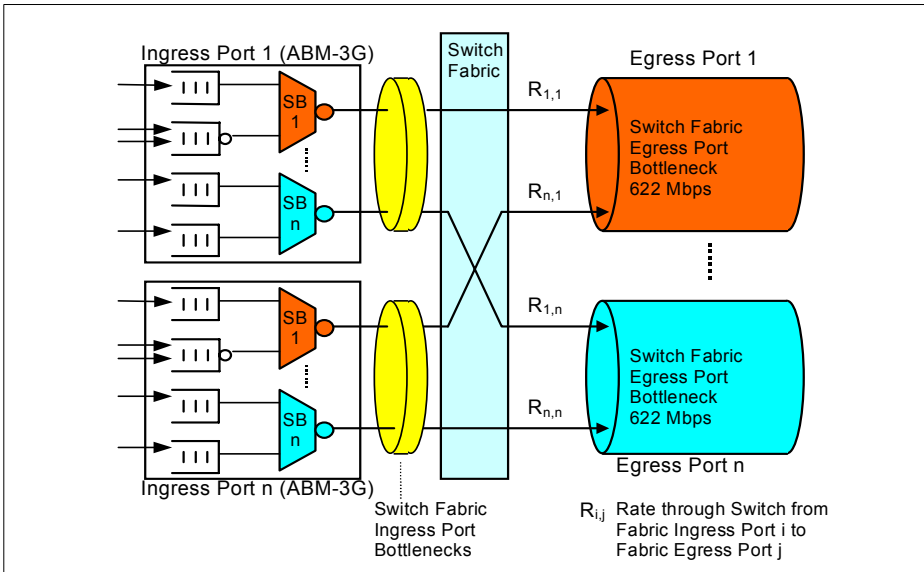 Ingress Port 1 (ABM-3G)
SB
1
SB
n
Switch
Fabric
Egress Port 1
R1,1
Rn,1
Switch Fabric
Egress Port
Bottleneck
622 Mbps
SB
1
SB
n
Ingress Port n (ABM-3G)
R1,n
Rn,n
Switch Fabric
Egress Port
Bottleneck
622 Mbps
Egress Port n
Switch Fabric
Ingress Port
Bottlenecks
Ri,j Rate through Switch from
Fabric Ingress Port i to
Fabric Egress Port j